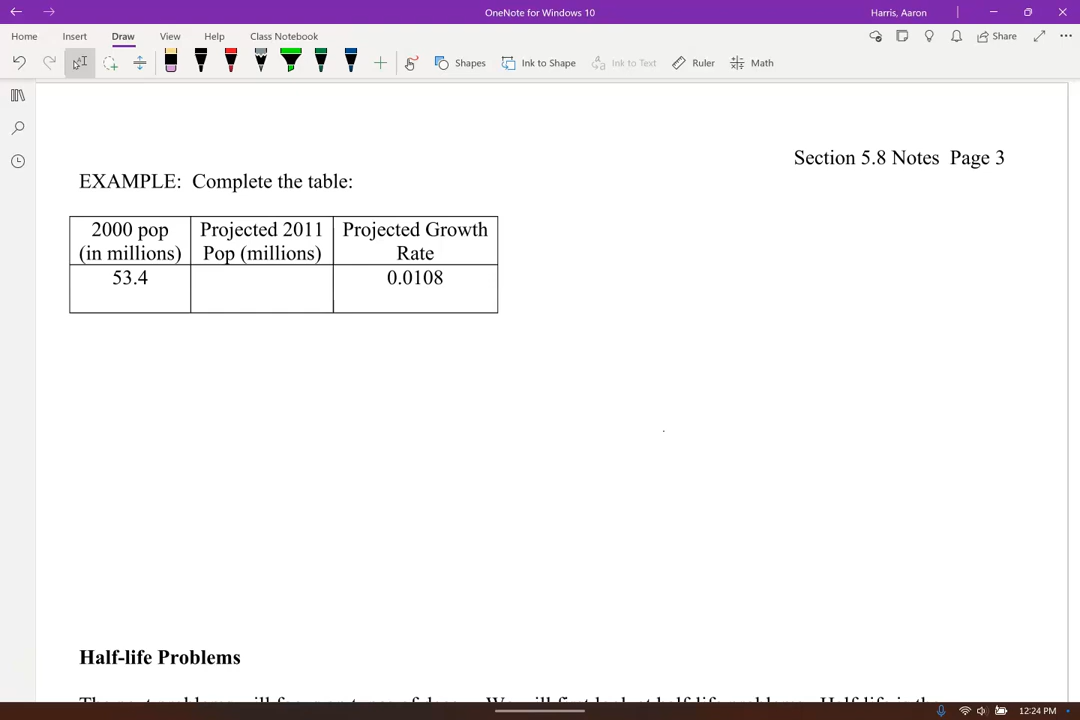 OneNote for Windows 10
Harris, Aaron
Home Insert Draw View Help Class Notebook Share
Shapes Ink to Shape Ink to Text Ruler Math
Section 5.8 Notes Page 3
EXAMPLE: Complete the table:
2000 pop (in millions) Projected 2011 Pop (millions) Projected Growth Rate
53.4 0.0108
Half-life Problems
12:24 PM